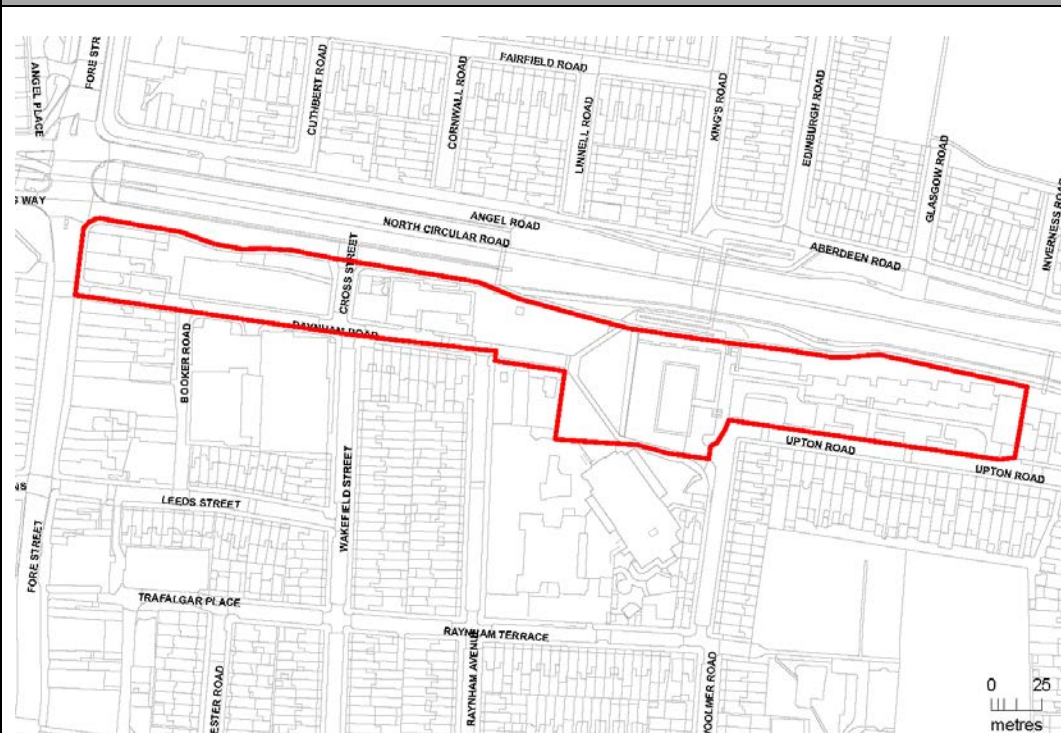 FORE STR
ANGEL PLACE
CUTHBERT ROAD
CORNWALL ROAD
FAIRFIELD ROAD
LINNELL ROAD
KING'S ROAD
EDINBURGH ROAD
GLASGOW ROAD
INVERNESS ROAD
S WAY
ANGEL ROAD
NORTH CIRCULAR ROAD
ABERDEEN ROAD
CROSS STREET
RAYNHAM ROAD
BOOKER ROAD
UPTON ROAD
UPTON ROAD
NS
LEEDS STREET
WAKEFIELD STREET
FORE STREET
TRAFALGAR PLACE
RAYNHAM TERRACE
ESTER ROAD
RAYNHAM AVENUE
WOOLMER ROAD
0 25
metres